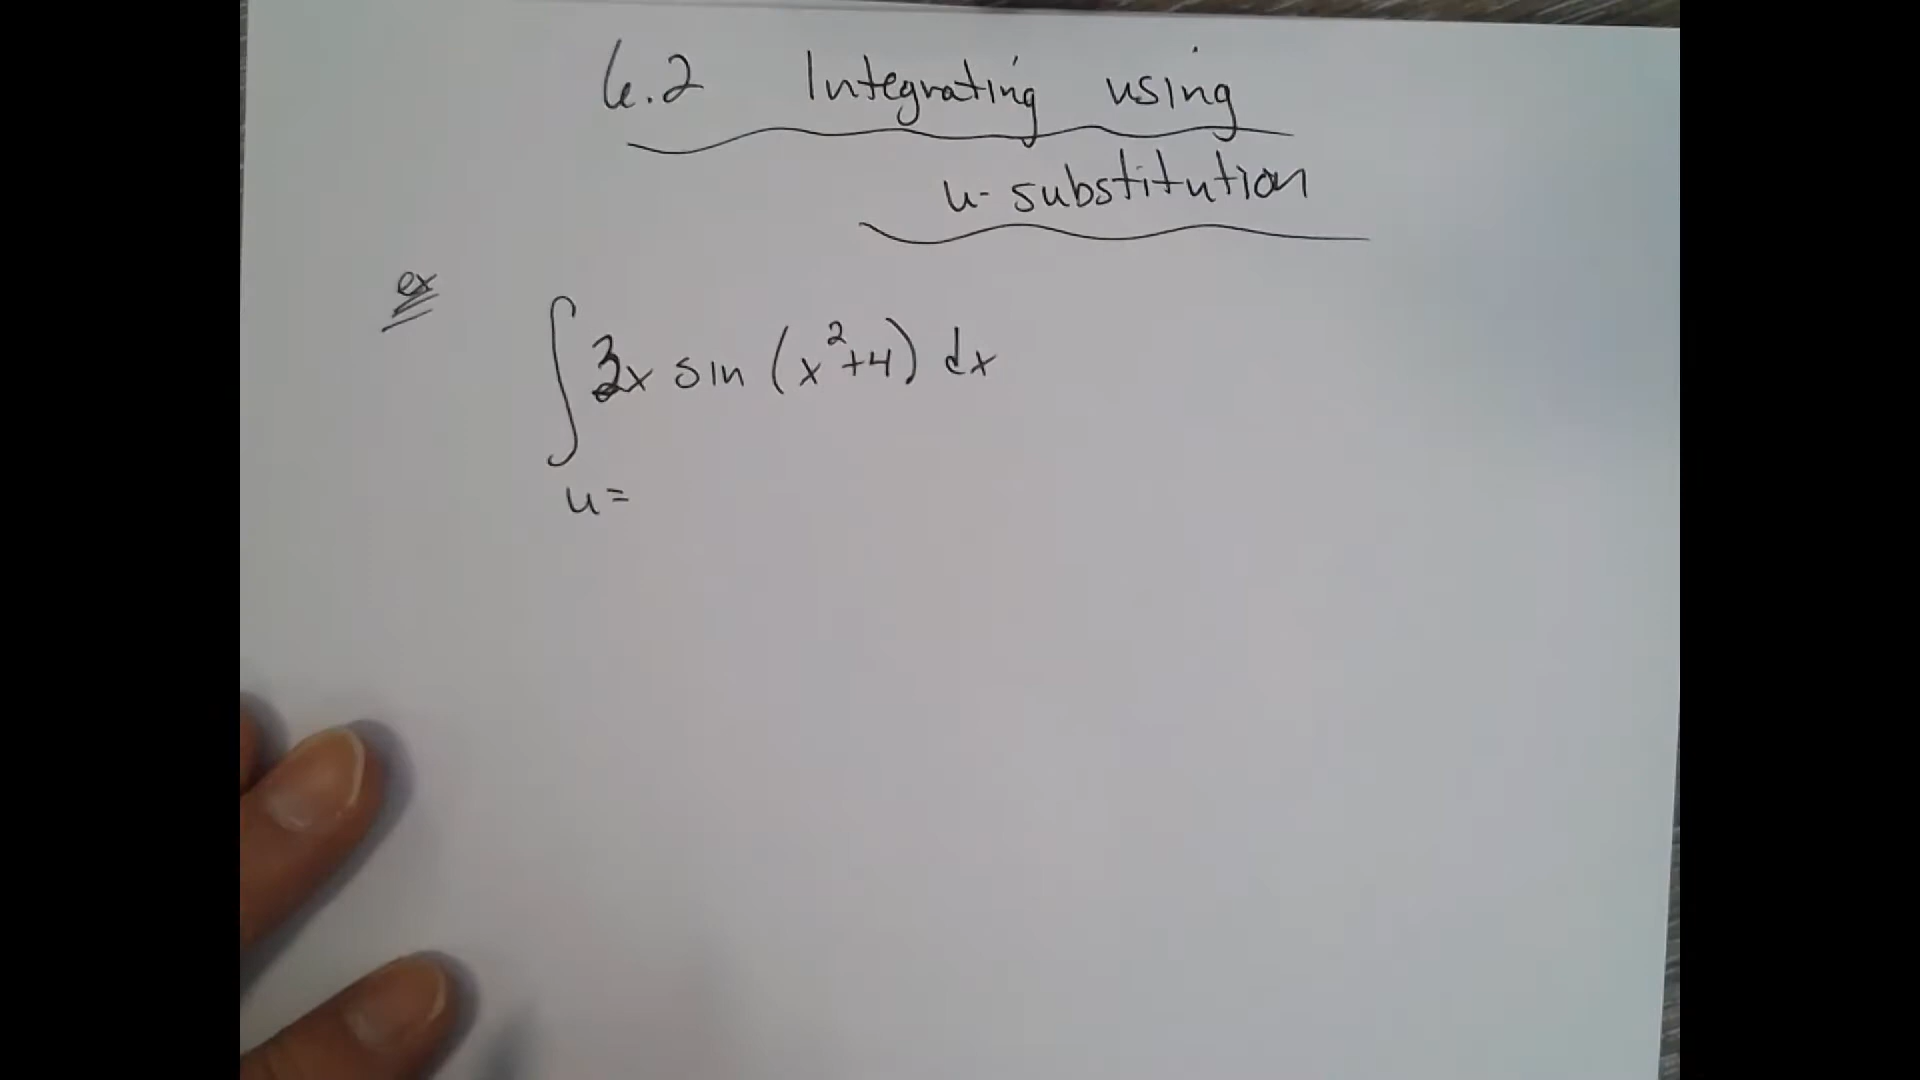 6.2 Integrating using
u-substitution
ex
∫ 3x sin (x²+4) dx
u =